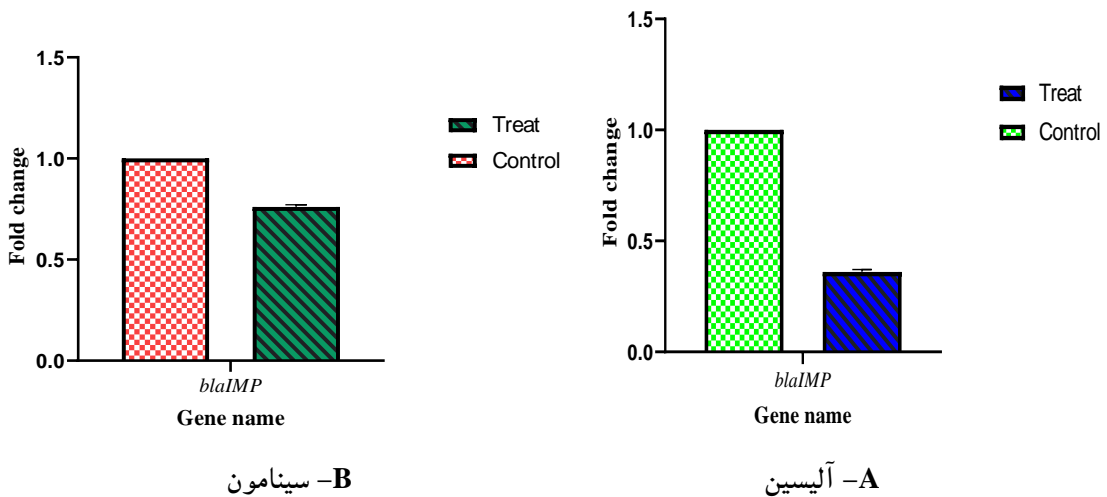 1.5
1.0
0.5
0.0
Fold change
blaIMP
Gene name
Treat
Control
B- سینامون
1.5
1.0
0.5
0.0
Fold change
blaIMP
Gene name
Treat
Control
A- آلیسین